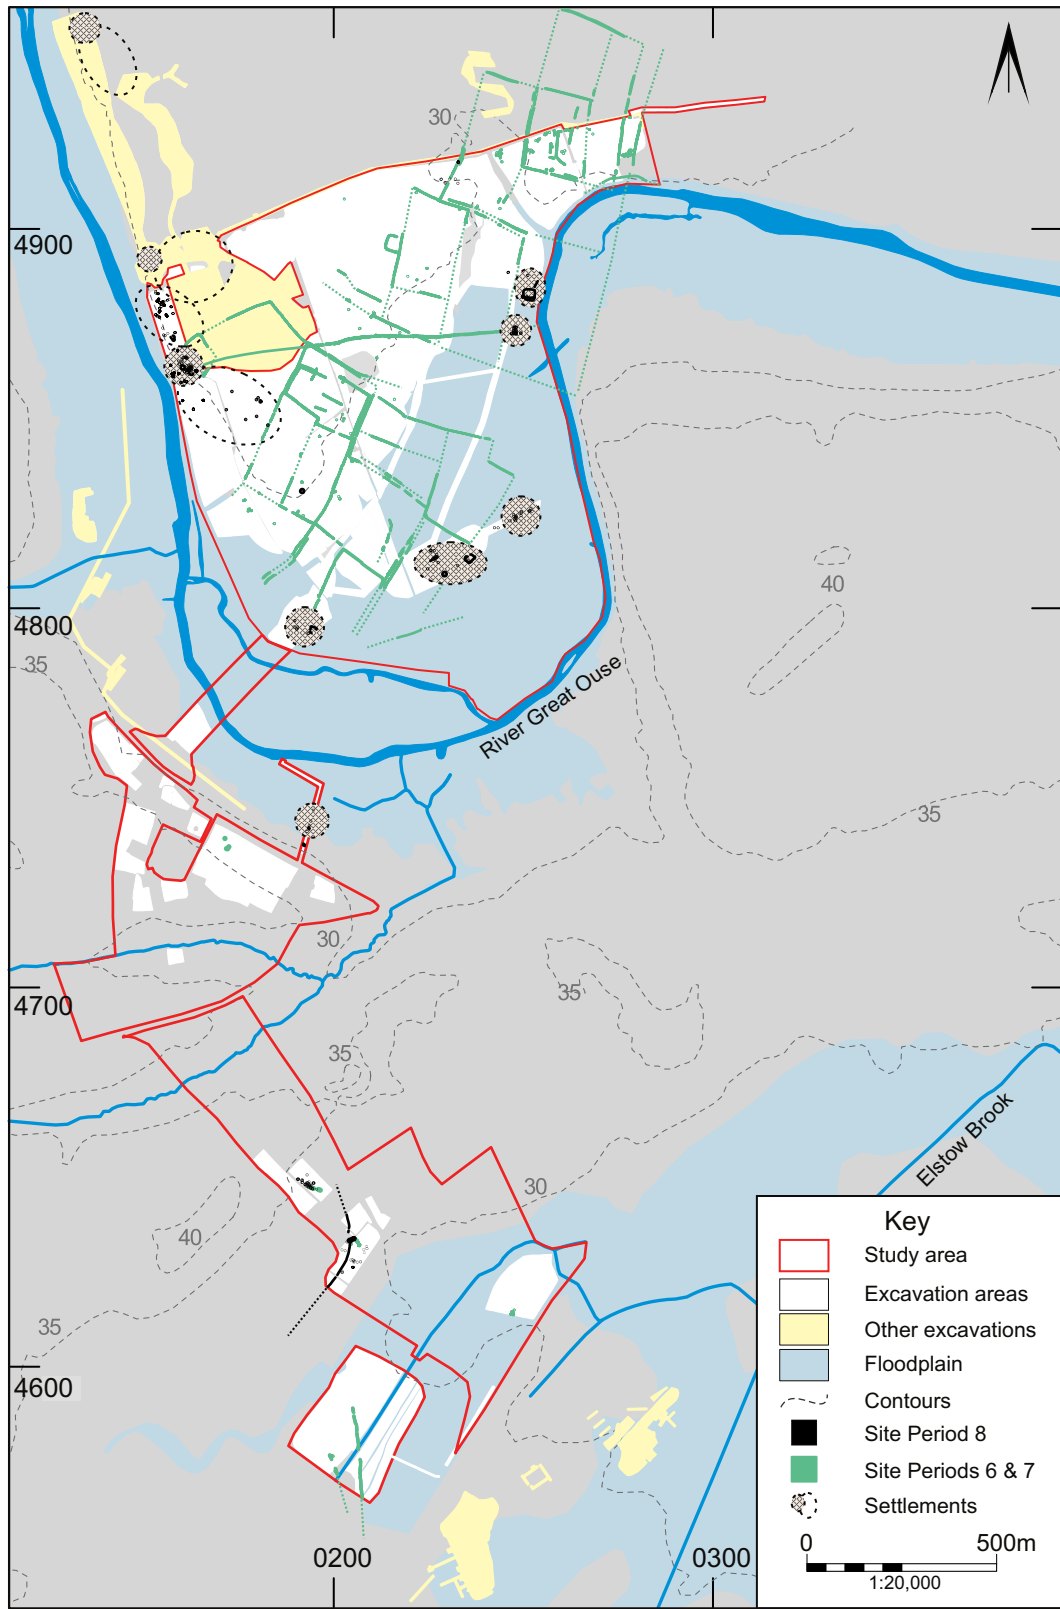 30
4900
4800
40
35
River Great Ouse
35
30
4700
35
35
Elstow Brook
30
40
35
4600
0200
0300
Key
Study area
Excavation areas
Other excavations
Floodplain
Contours
Site Period 8
Site Periods 6 & 7
Settlements
0 500m
1:20,000